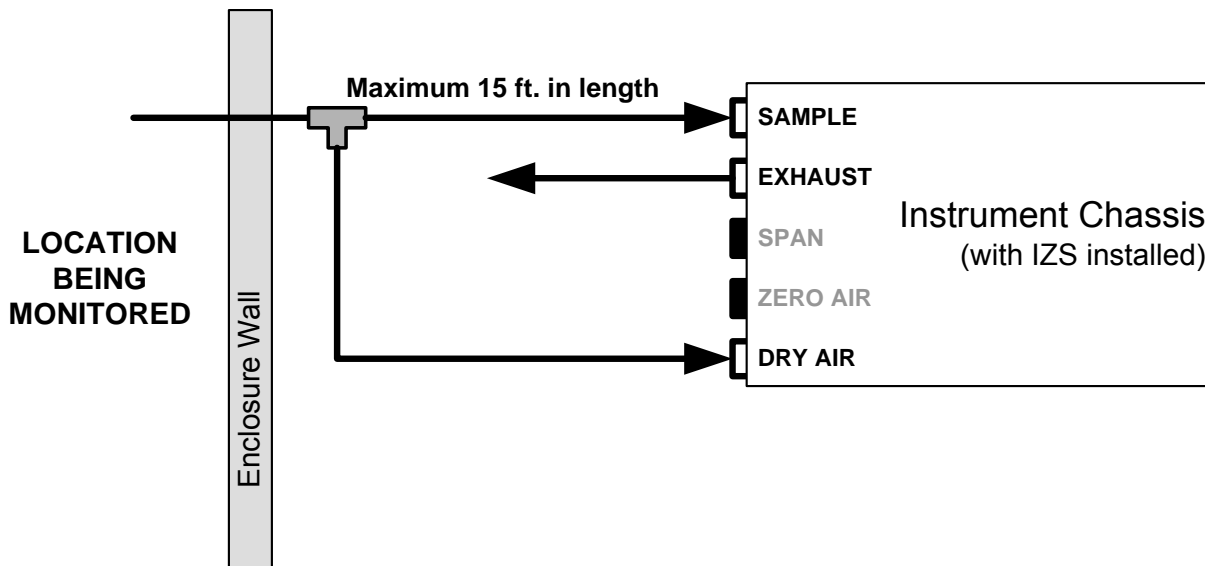 Maximum 15 ft. in length
SAMPLE
EXHAUST
SPAN
ZERO AIR
DRY AIR
Instrument Chassis
(with IZS installed)
LOCATION
BEING
MONITORED
Enclosure Wall